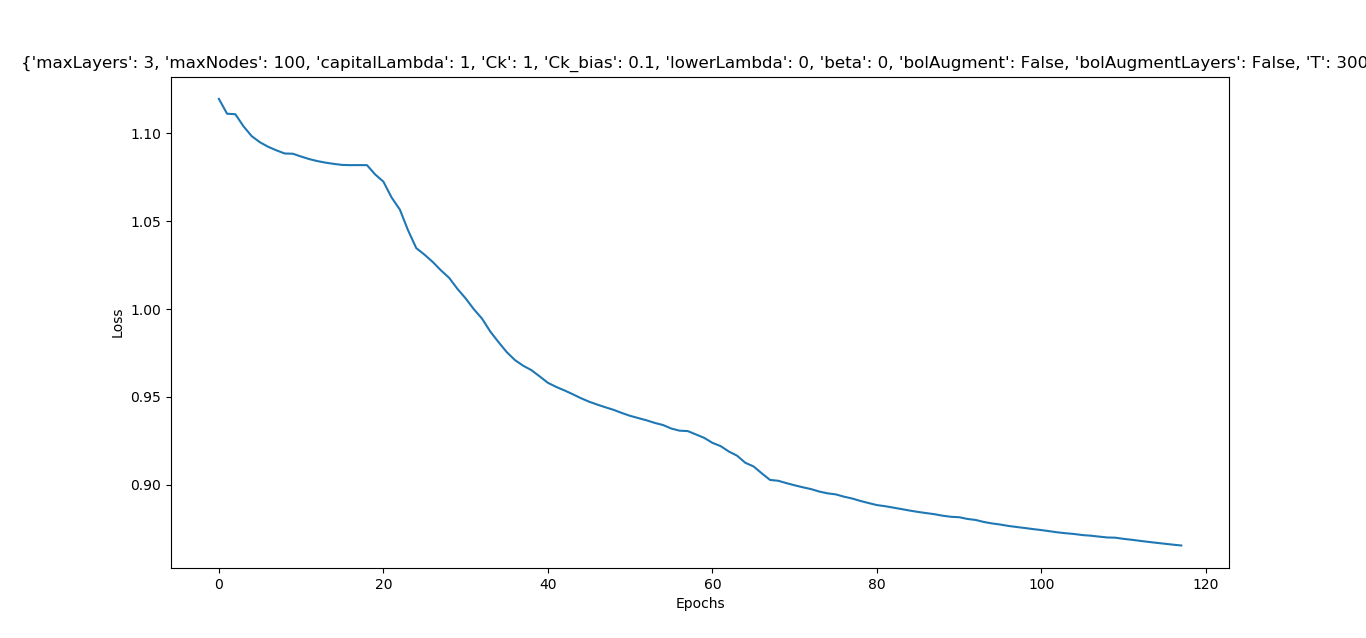 {'maxLayers': 3, 'maxNodes': 100, 'capitalLambda': 1, 'Ck': 1, 'Ck_bias': 0.1, 'lowerLambda': 0, 'beta': 0, 'bolAugment': False, 'bolAugmentLayers': False, 'T': 300
1.10
1.05
1.00
0.95
0.90
Loss
0 20 40 60 80 100 120
Epochs